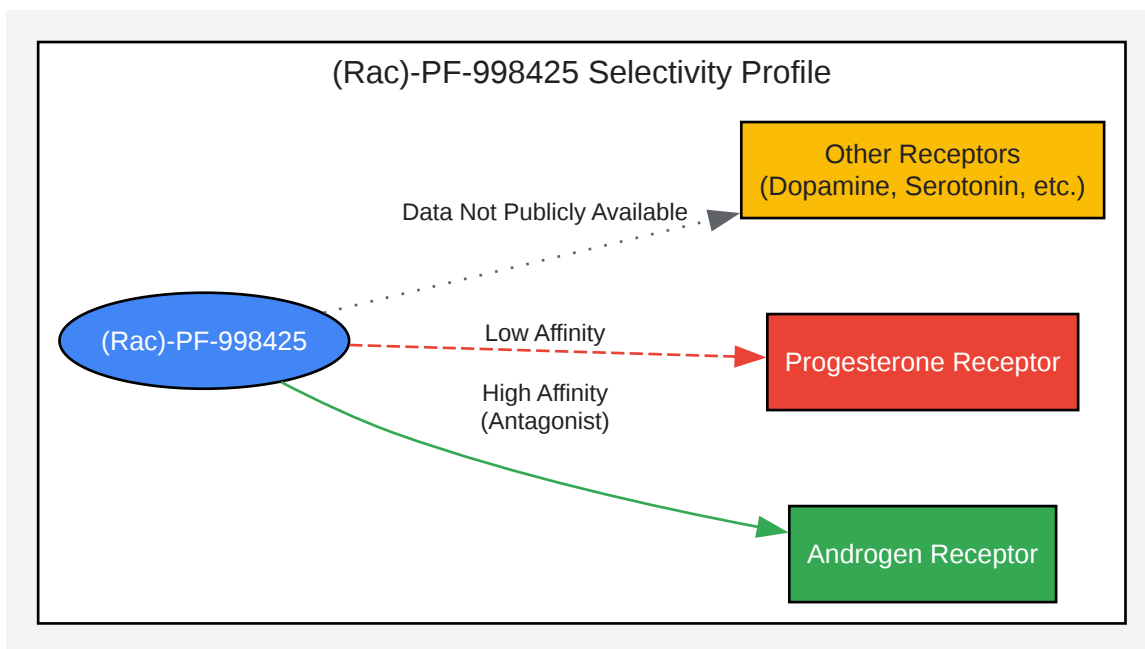 (Rac)-PF-998425 Selectivity Profile
Other Receptors
(Dopamine, Serotonin, etc.)
Data Not Publicly Available
(Rac)-PF-998425
Low Affinity
Progesterone Receptor
High Affinity
(Antagonist)
Androgen Receptor